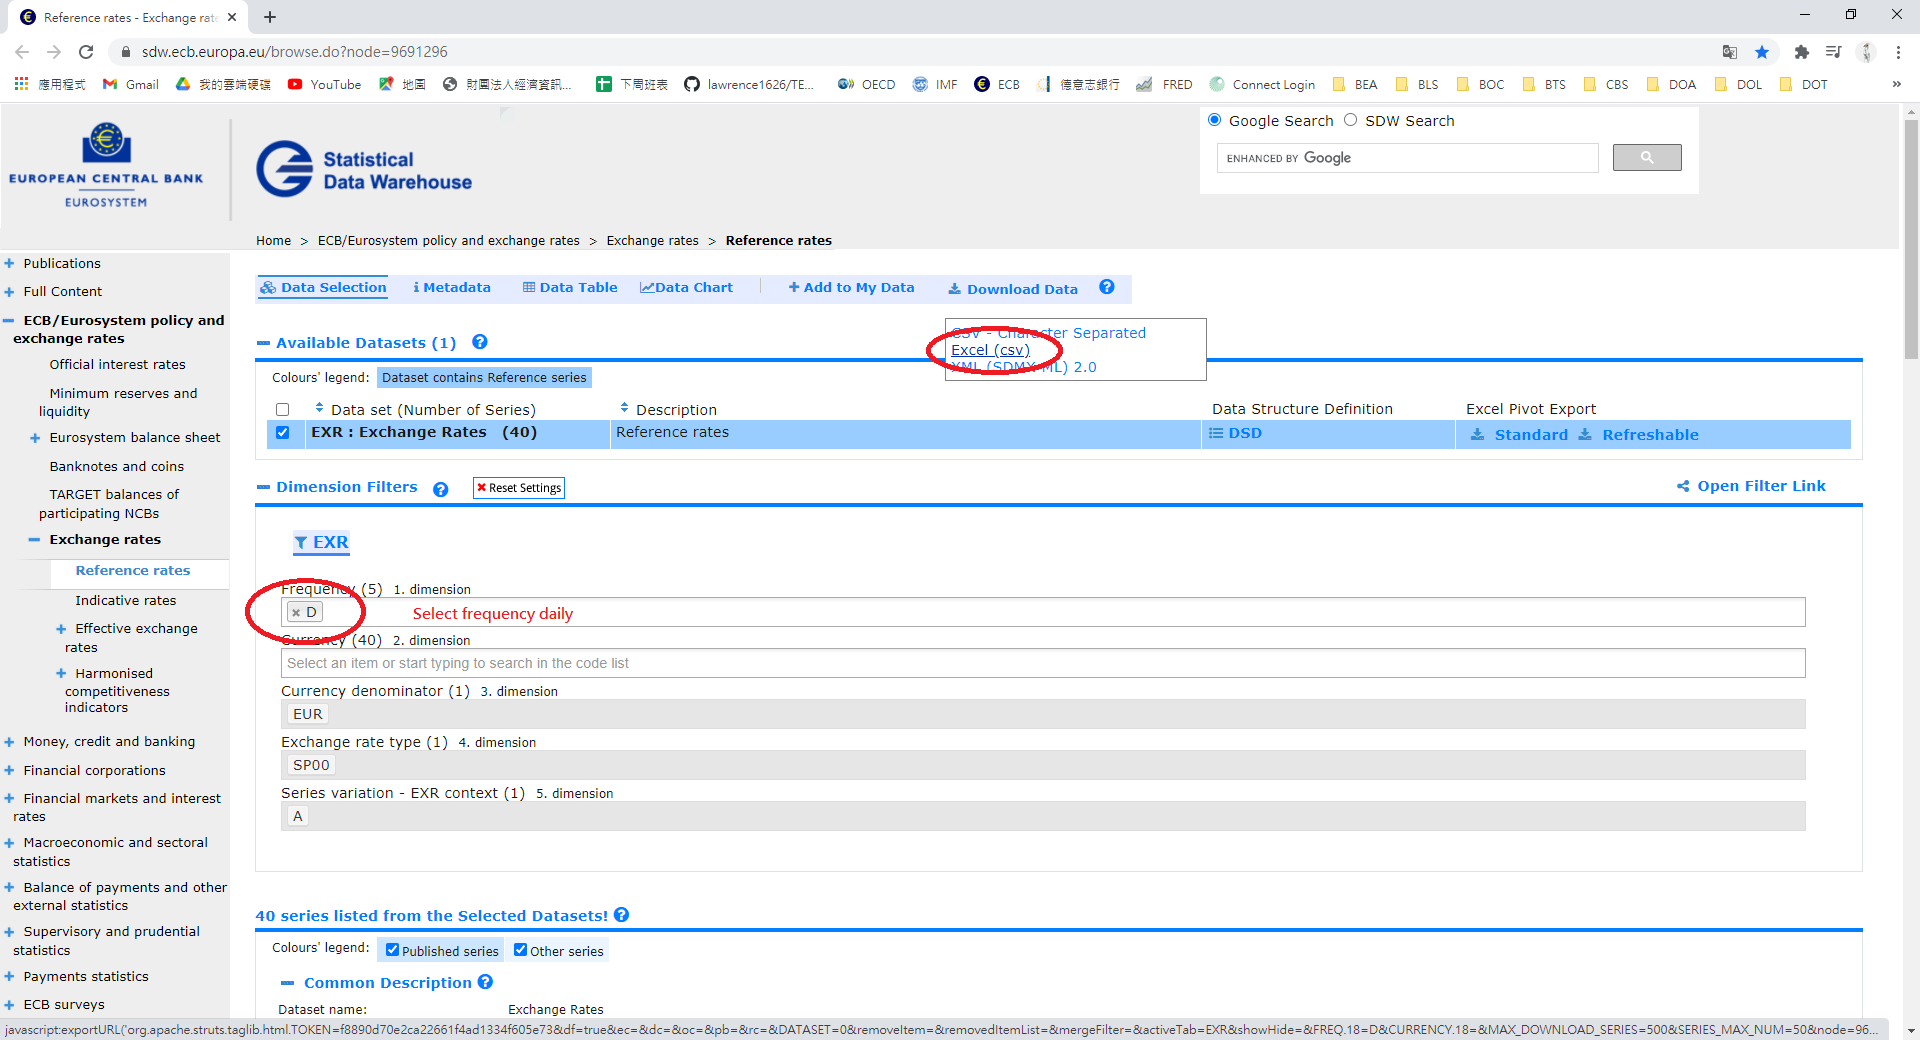 Reference rates - Exchange rate
sdw.ecb.europa.eu/browse.do?node=9691296
應用程式 Gmail 我的雲端硬碟 YouTube 地圖 財團法人經濟資訊... 下周班表 lawrence1626/TE... OECD IMF ECB 德意志銀行 FRED Connect Login BEA BLS BOC BTS CBS DOA DOL DOT »
Google Search SDW Search
ENHANCED BY Google
EUROPEAN CENTRAL BANK
EUROSYSTEM
Statistical
Data Warehouse
Home > ECB/Eurosystem policy and exchange rates > Exchange rates > Reference rates
Publications
Full Content
ECB/Eurosystem policy and
exchange rates
Official interest rates
Minimum reserves and
liquidity
Eurosystem balance sheet
Banknotes and coins
TARGET balances of
participating NCBs
Exchange rates
Reference rates
Indicative rates
Effective exchange
rates
Harmonised
competitiveness
indicators
Money, credit and banking
Financial corporations
Financial markets and interest
rates
Macroeconomic and sectoral
statistics
Balance of payments and other
external statistics
Supervisory and prudential
statistics
Payments statistics
ECB surveys
Data Selection Metadata Data Table Data Chart Add to My Data Download Data
CSV - Character Separated
Excel (csv)
XML (SDMX-ML) 2.0
Available Datasets (1)
Colours' legend: Dataset contains Reference series
Data set (Number of Series) Description Data Structure Definition Excel Pivot Export
EXR : Exchange Rates (40) Reference rates DSD Standard Refreshable
Dimension Filters Reset Settings Open Filter Link
EXR
Frequency (5) 1. dimension
D Select frequency daily
Currency (40) 2. dimension
Select an item or start typing to search in the code list
Currency denominator (1) 3. dimension
EUR
Exchange rate type (1) 4. dimension
SP00
Series variation - EXR context (1) 5. dimension
A
40 series listed from the Selected Datasets!
Colours' legend: Published series Other series
Common Description
Dataset name: Exchange Rates
javascript:exportURL('org.apache.struts.taglib.html.TOKEN=f8890d70e2ca22661f4ad1334f605e73&df=true&ec=&dc=&oc=&pb=&rc=&DATASET=0&removeItem=&removedItemList=&mergeFilter=&activeTab=EXR&showHide=&FREQ.18=D&CURRENCY.18=&MAX_DOWNLOAD_SERIES=500&SERIES_MAX_NUM=50&node=96...